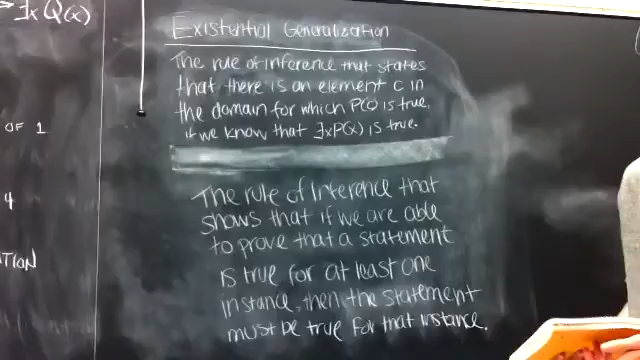 → ∃x Q(x)
OF 1
4
Existential Generalization
The rule of inference that states
that there is an element c in
the domain for which P(c) is true,
if we know that ∃xP(x) is true.
The rule of Inference that
shows that if we are able
to prove that a statement
is true for at least one
instance, then the statement
must be true for that instance.